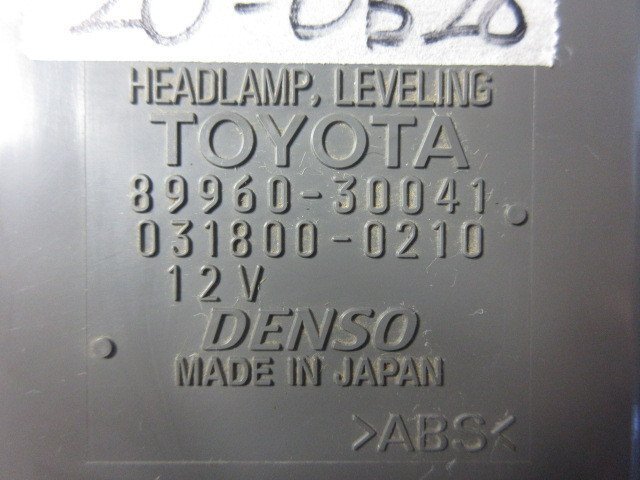 HEADLAMP, LEVELING
TOYOTA
89960-30041
031800-0210
12V
DENSO
MADE IN JAPAN
>ABS<